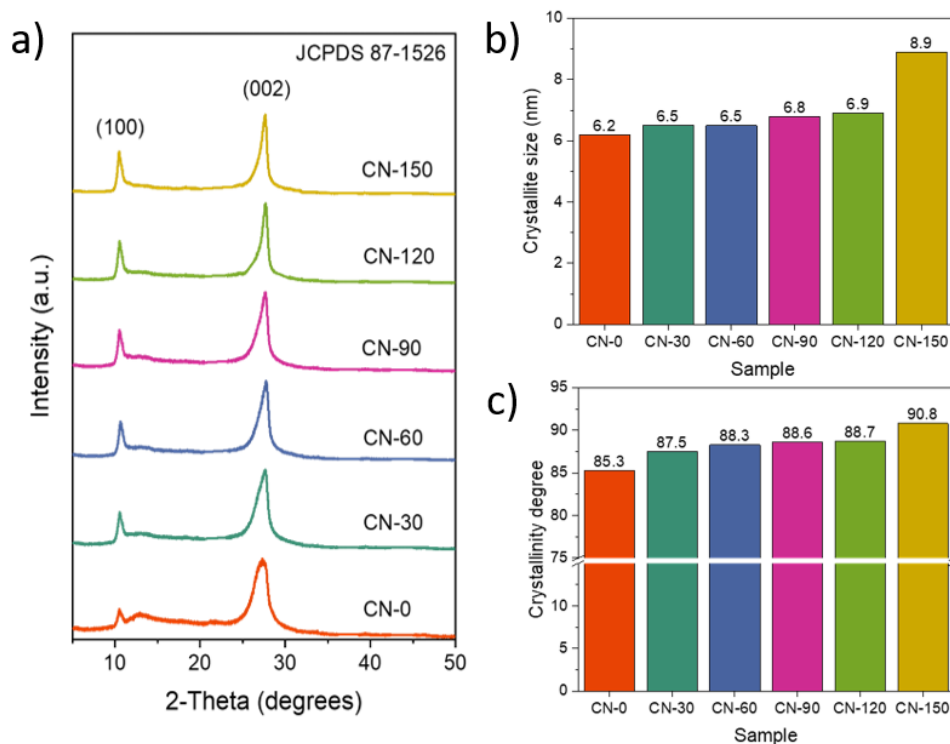 a)
JCPDS 87-1526
(002)
(100)
CN-150
CN-120
CN-90
CN-60
CN-30
CN-0
Intensity (a.u.)
10 20 30 40 50
2-Theta (degrees)
b)
Crystallite size (nm)
10
8
6
4
2
0
6.2 6.5 6.5 6.8 6.9 8.9
CN-0 CN-30 CN-60 CN-90 CN-120 CN-150
Sample
c)
Crystallinity degree
95
90
85
80
75
10
5
0
85.3 87.5 88.3 88.6 88.7 90.8
CN-0 CN-30 CN-60 CN-90 CN-120 CN-150
Sample